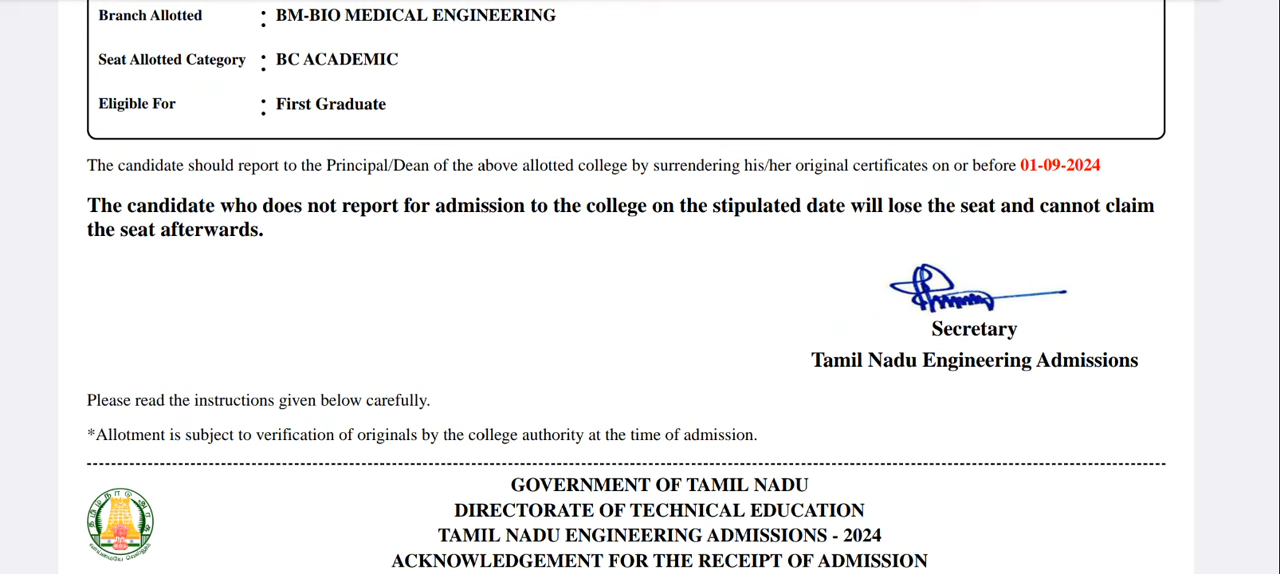 Branch Allotted : BM-BIO MEDICAL ENGINEERING
Seat Allotted Category : BC ACADEMIC
Eligible For : First Graduate
The candidate should report to the Principal/Dean of the above allotted college by surrendering his/her original certificates on or before 01-09-2024
The candidate who does not report for admission to the college on the stipulated date will lose the seat and cannot claim
the seat afterwards.
Secretary
Tamil Nadu Engineering Admissions
Please read the instructions given below carefully.
*Allotment is subject to verification of originals by the college authority at the time of admission.
GOVERNMENT OF TAMIL NADU
DIRECTORATE OF TECHNICAL EDUCATION
TAMIL NADU ENGINEERING ADMISSIONS - 2024
ACKNOWLEDGEMENT FOR THE RECEIPT OF ADMISSION